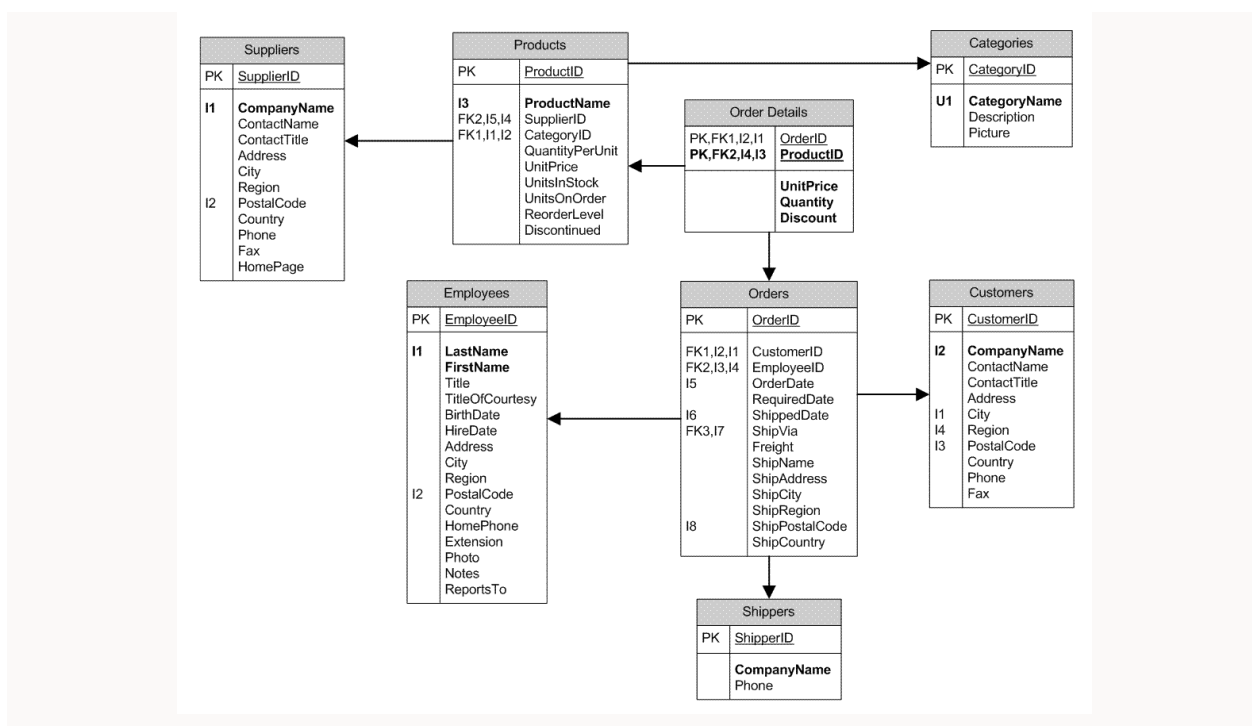 Suppliers
PK SupplierID
I1 CompanyName
ContactName
ContactTitle
Address
City
Region
I2 PostalCode
Country
Phone
Fax
HomePage
Products
PK ProductID
I3 ProductName
FK2,I5,I4 SupplierID
FK1,I1,I2 CategoryID
QuantityPerUnit
UnitPrice
UnitsInStock
UnitsOnOrder
ReorderLevel
Discontinued
Order Details
PK,FK1,I2,I1 OrderID
PK,FK2,I4,I3 ProductID
UnitPrice
Quantity
Discount
Categories
PK CategoryID
U1 CategoryName
Description
Picture
Employees
PK EmployeeID
I1 LastName
FirstName
Title
TitleOfCourtesy
BirthDate
HireDate
Address
City
Region
I2 PostalCode
Country
HomePhone
Extension
Photo
Notes
ReportsTo
Orders
PK OrderID
FK1,I2,I1 CustomerID
FK2,I3,I4 EmployeeID
I5 OrderDate
RequiredDate
I6 ShippedDate
FK3,I7 ShipVia
Freight
ShipName
ShipAddress
ShipCity
ShipRegion
I8 ShipPostalCode
ShipCountry
Customers
PK CustomerID
I2 CompanyName
ContactName
ContactTitle
Address
I1 City
I4 Region
I3 PostalCode
Country
Phone
Fax
Shippers
PK ShipperID
CompanyName
Phone